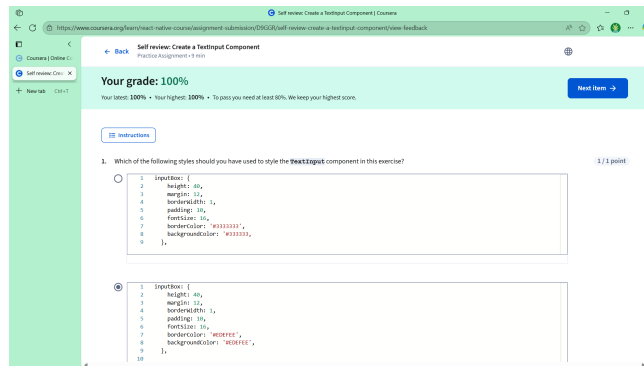 Self review: Create a TextInput Component | Coursera
https://www.coursera.org/learn/react-native-course/assignment-submission/D9GGR/self-review-create-a-textinput-component/view-feedback
Coursera | Online Co
Self review: Crea
New tab Ctrl+T
Back
Self review: Create a TextInput Component
Practice Assignment • 9 min
Your grade: 100%
Your latest: 100% • Your highest: 100% • To pass you need at least 80%. We keep your highest score.
Next item →
Instructions
1. Which of the following styles should you have used to style the TextInput component in this exercise?
1 / 1 point
1 inputBox: {
2 height: 40,
3 margin: 12,
4 borderWidth: 1,
5 padding: 10,
6 fontSize: 16,
7 borderColor: '#3333333',
8 backgroundColor: '#333333,
9 },
1 inputBox: {
2 height: 40,
3 margin: 12,
4 borderWidth: 1,
5 padding: 10,
6 fontSize: 16,
7 borderColor: '#EDEFEE',
8 backgroundColor: '#EDEFEE',
9 },
10